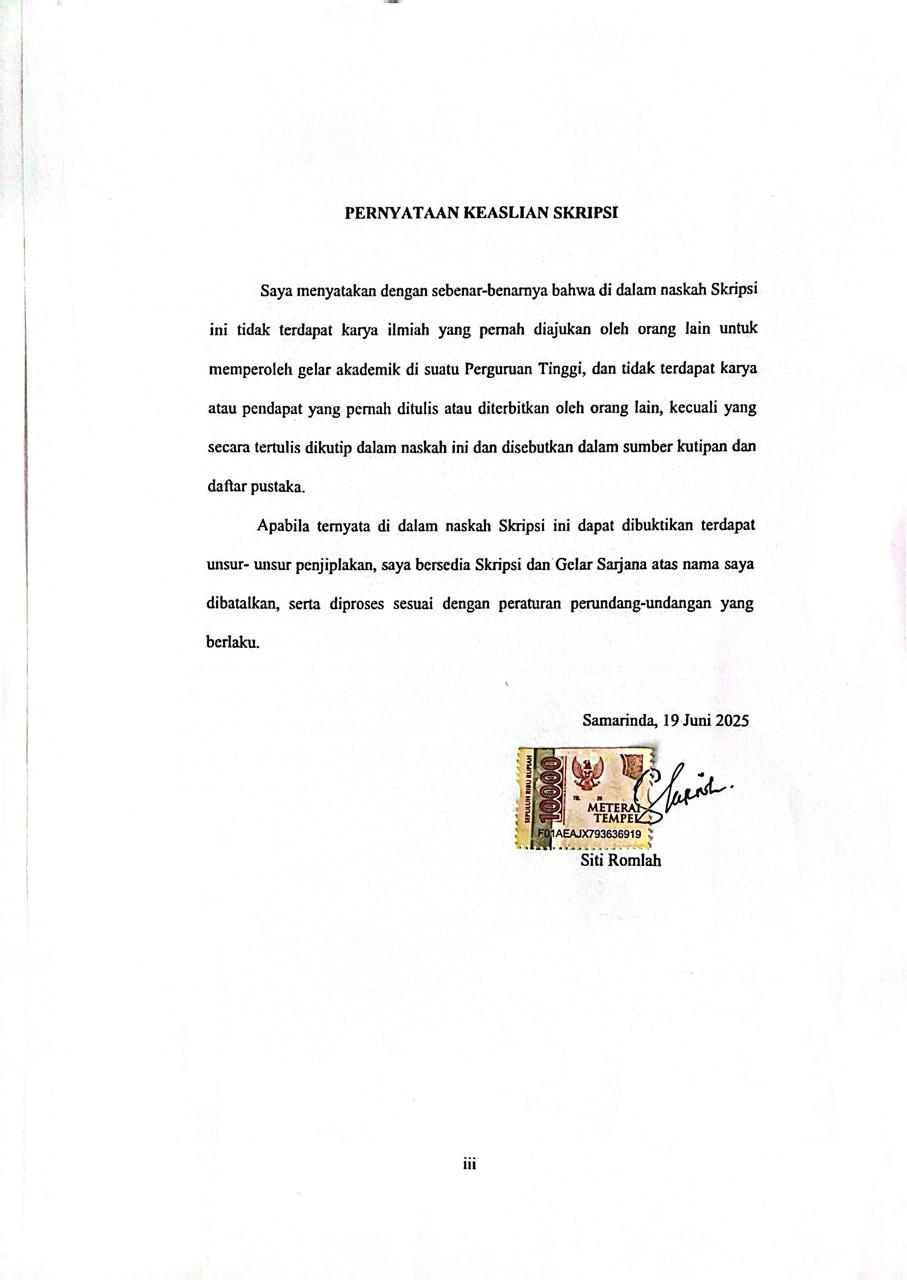 PERNYATAAN KEASLIAN SKRIPSI
Saya menyatakan dengan sebenar-benarnya bahwa di dalam naskah Skripsi
ini tidak terdapat karya ilmiah yang pernah diajukan oleh orang lain untuk
memperoleh gelar akademik di suatu Perguruan Tinggi, dan tidak terdapat karya
atau pendapat yang pernah ditulis atau diterbitkan oleh orang lain, kecuali yang
secara tertulis dikutip dalam naskah ini dan disebutkan dalam sumber kutipan dan
daftar pustaka.
Apabila ternyata di dalam naskah Skripsi ini dapat dibuktikan terdapat
unsur- unsur penjiplakan, saya bersedia Skripsi dan Gelar Sarjana atas nama saya
dibatalkan, serta diproses sesuai dengan peraturan perundang-undangan yang
berlaku.
Samarinda, 19 Juni 2025
SEPULUH RIBU RUPIAH
10000
TGL. 20
METERAI
TEMPEL
F01AEAJX793636919
Siti Romlah
iii